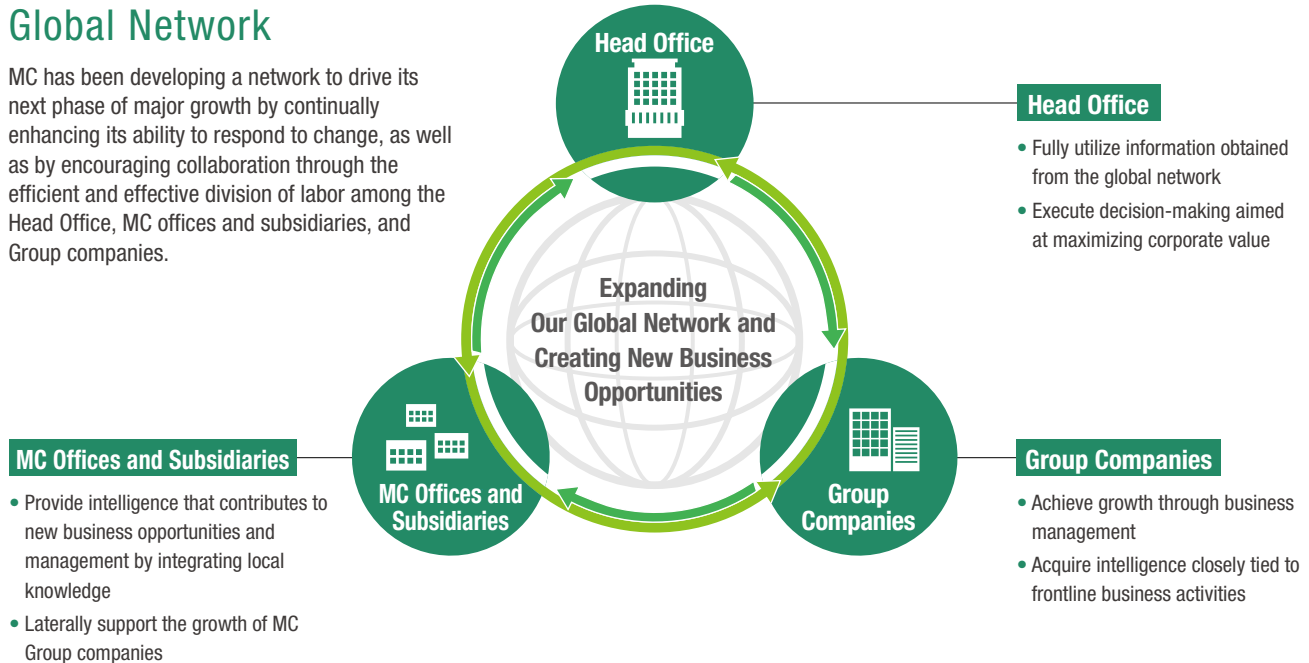 Global Network
MC has been developing a network to drive its
next phase of major growth by continually
enhancing its ability to respond to change, as well
as by encouraging collaboration through the
efficient and effective division of labor among the
Head Office, MC offices and subsidiaries, and
Group companies.
Head Office
Head Office
• Fully utilize information obtained
from the global network
• Execute decision-making aimed
at maximizing corporate value
Expanding
Our Global Network and
Creating New Business
Opportunities
MC Offices and Subsidiaries
• Provide intelligence that contributes to
new business opportunities and
management by integrating local
knowledge
• Laterally support the growth of MC
Group companies
MC Offices and
Subsidiaries
Group
Companies
Group Companies
• Achieve growth through business
management
• Acquire intelligence closely tied to
frontline business activities